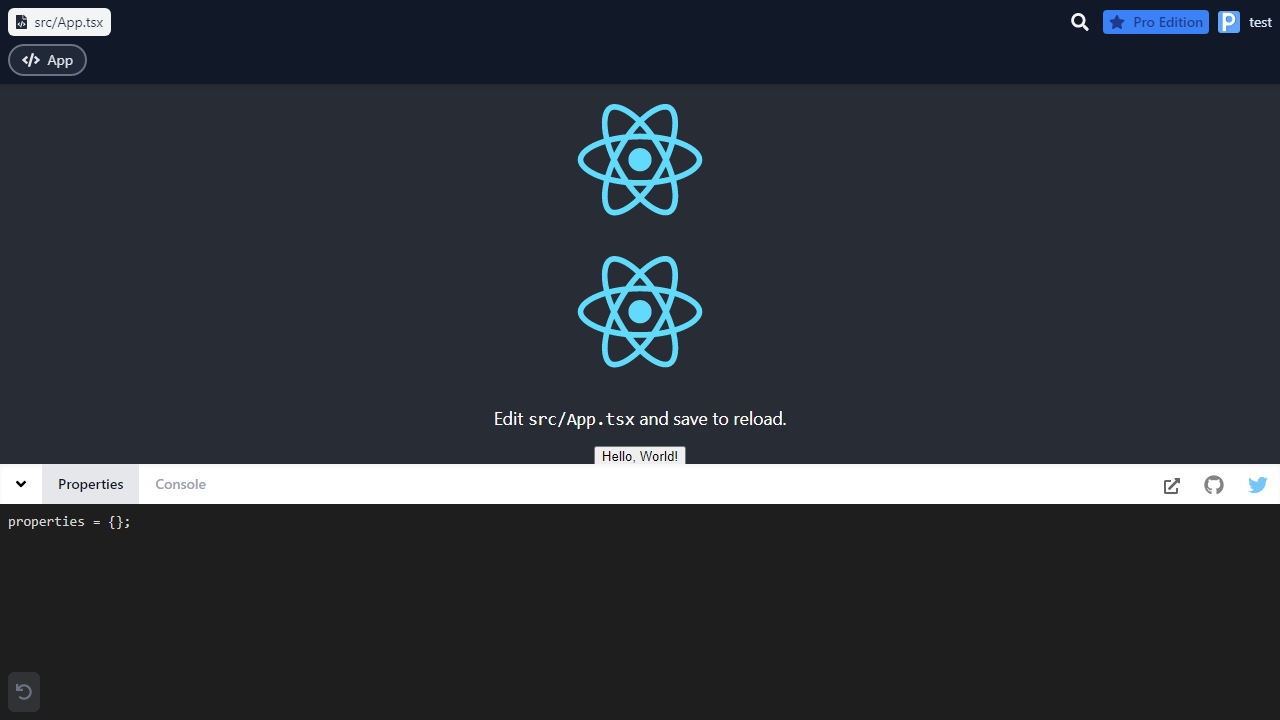 src/App.tsx
Pro Edition
test
App
Edit src/App.tsx and save to reload.
Hello, World!
Properties
Console
properties = {};